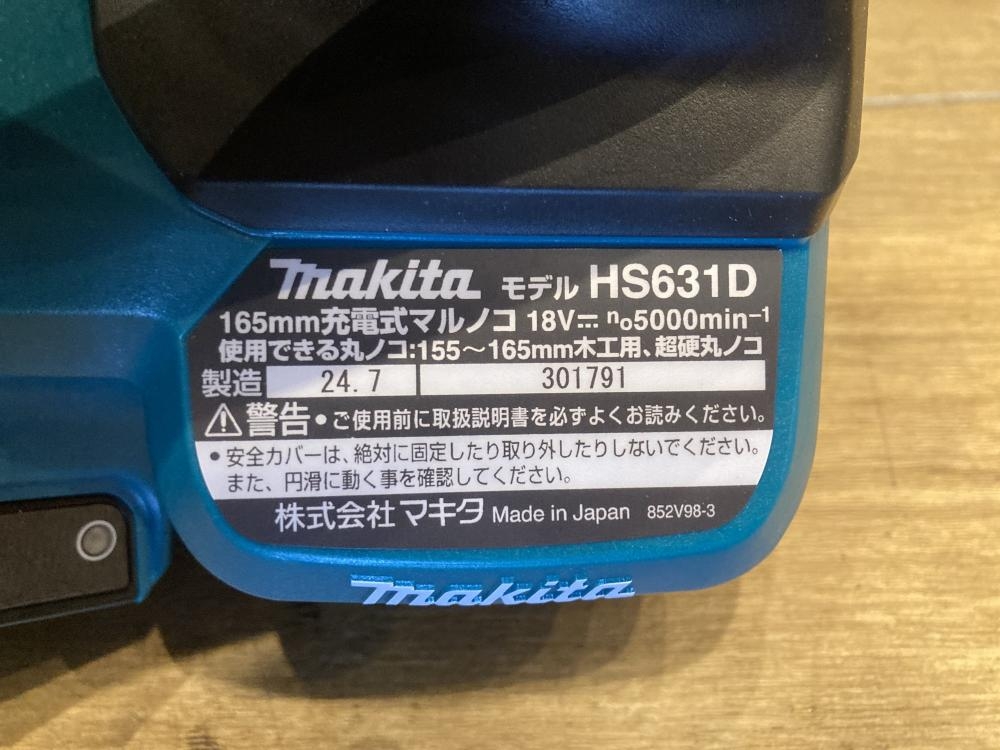 makita モデル HS631D
165mm充電式マルノコ 18V⎓ n₀5000min⁻¹
使用できる丸ノコ:155～165mm木工用、超硬丸ノコ
製造 24.7 301791
⚠警告•ご使用前に取扱説明書を必ずよくお読みください。
•安全カバーは、絶対に固定したり取り外したりしないでください。
また、円滑に動く事を確認してください。
株式会社マキタ Made in Japan 852V98-3
makita